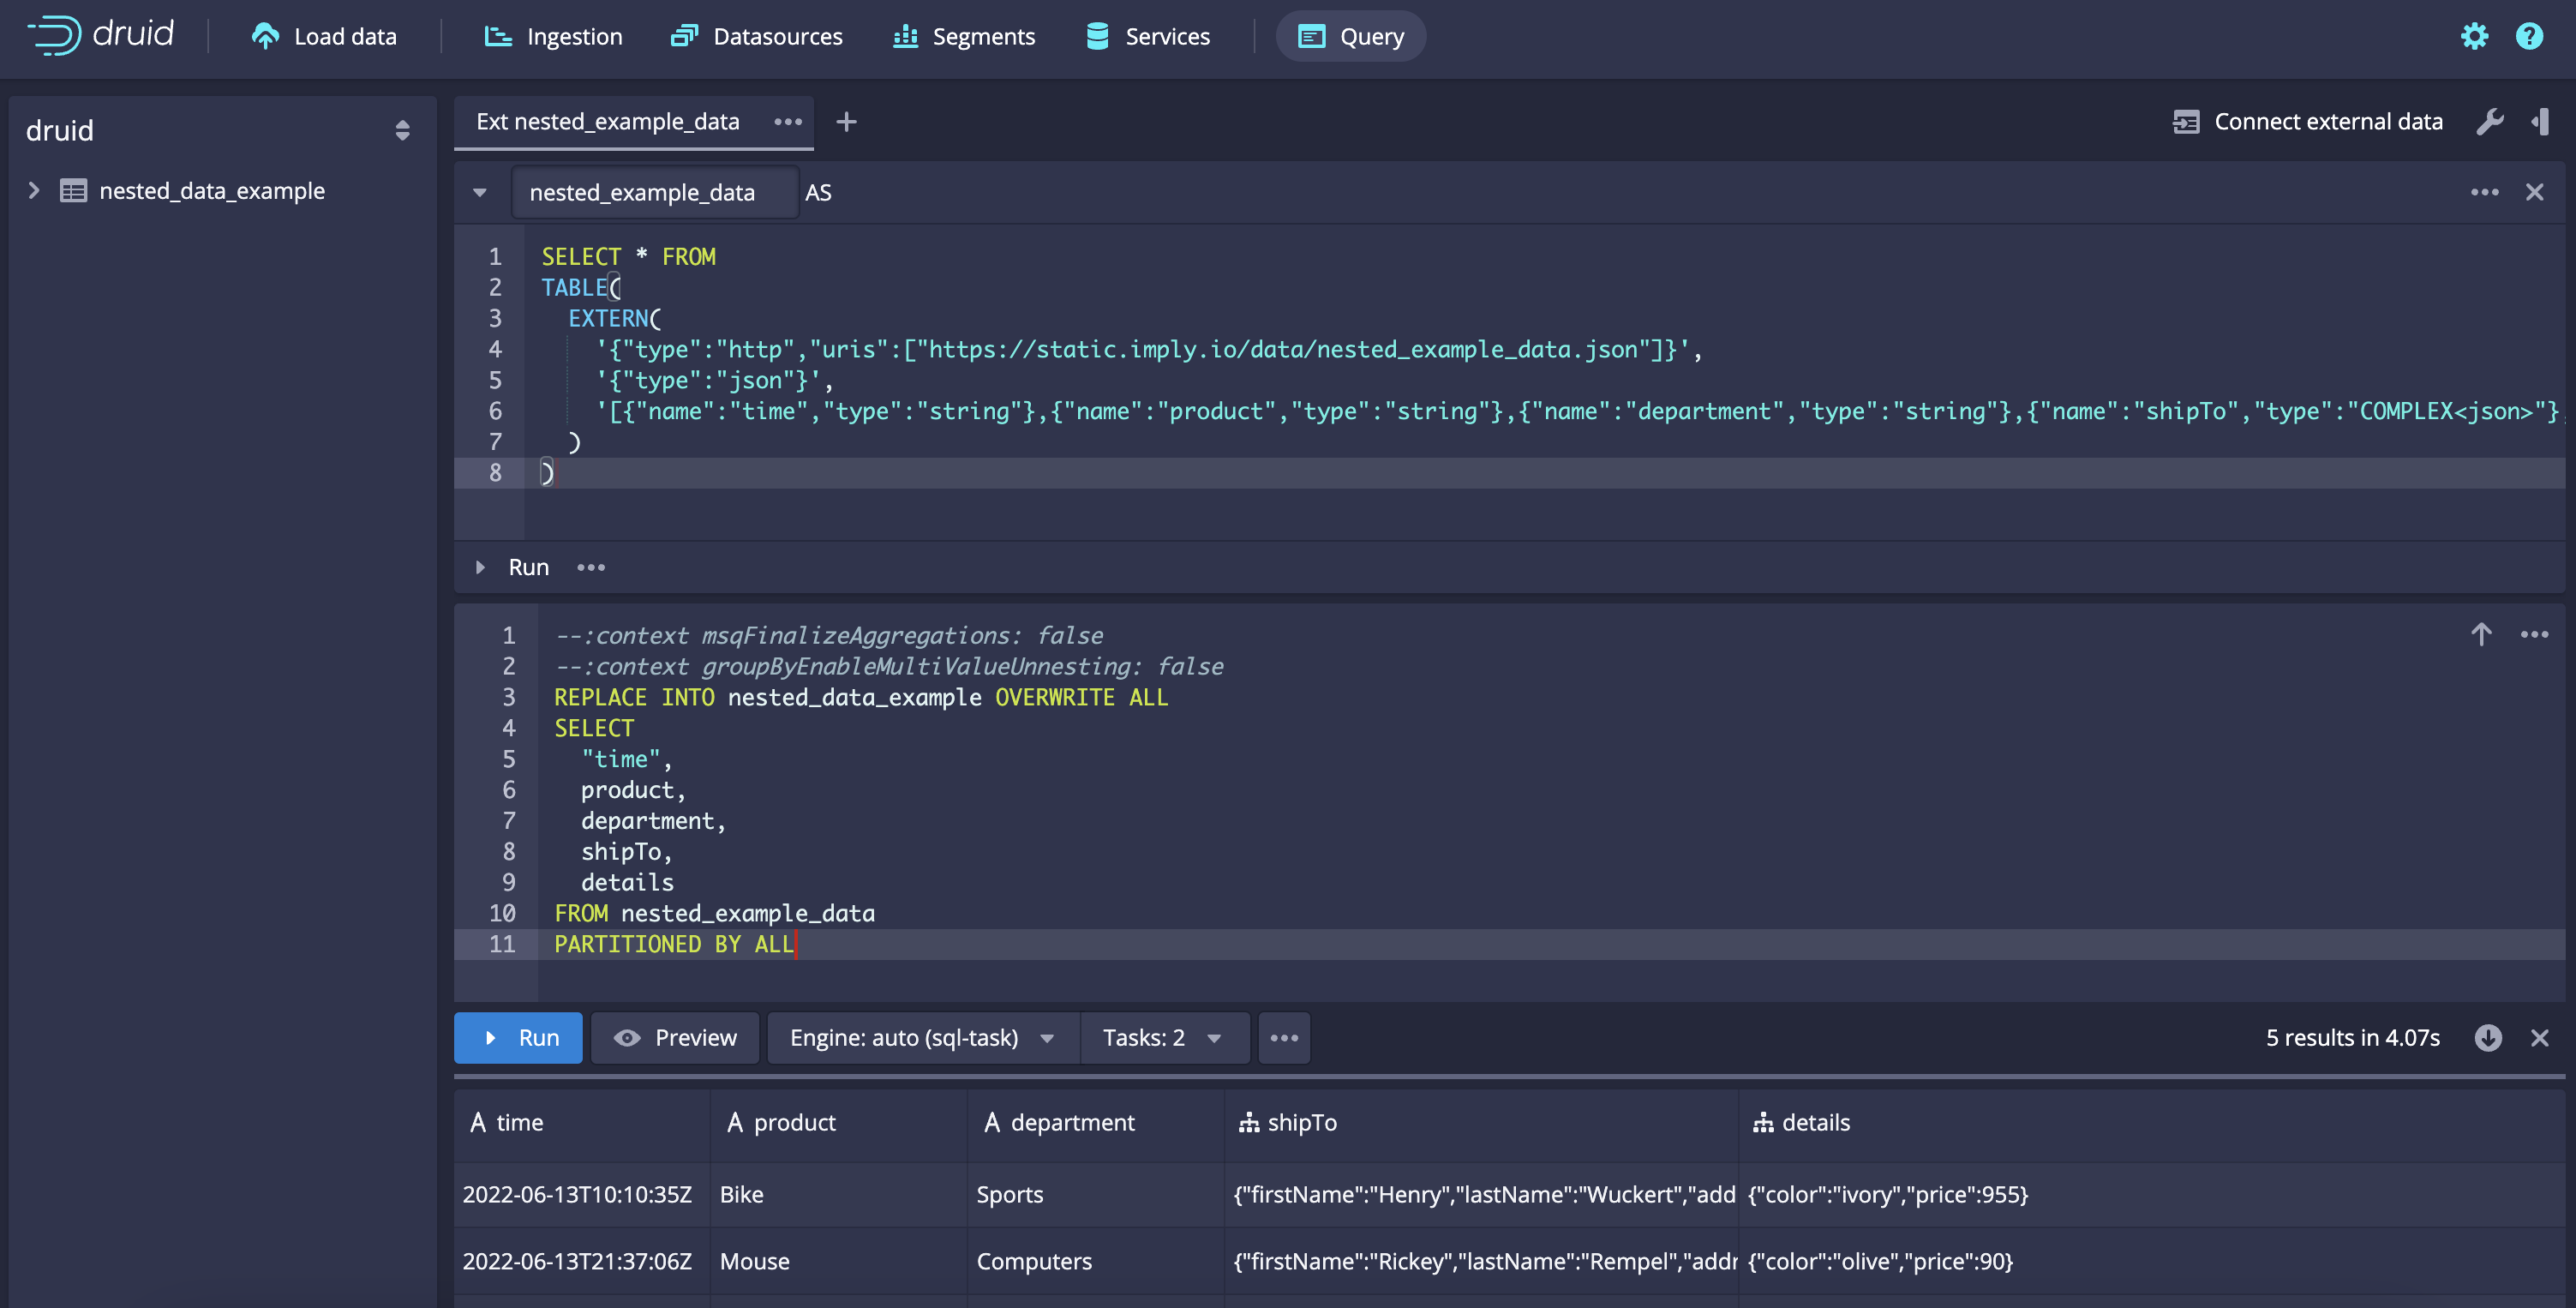 druid
Load data
Ingestion
Datasources
Segments
Services
Query
druid
nested_data_example
Ext nested_example_data
Connect external data
nested_example_data AS
1 SELECT * FROM
2 TABLE(
3 EXTERN(
4 '{"type":"http","uris":["https://static.imply.io/data/nested_example_data.json"]}',
5 '{"type":"json"}',
6 '[{"name":"time","type":"string"},{"name":"product","type":"string"},{"name":"department","type":"string"},{"name":"shipTo","type":"COMPLEX<json>"},
7 )
8 )
Run
1 --:context msqFinalizeAggregations: false
2 --:context groupByEnableMultiValueUnnesting: false
3 REPLACE INTO nested_data_example OVERWRITE ALL
4 SELECT
5 "time",
6 product,
7 department,
8 shipTo,
9 details
10 FROM nested_example_data
11 PARTITIONED BY ALL
Run Preview Engine: auto (sql-task) Tasks: 2 5 results in 4.07s
time product department shipTo details
2022-06-13T10:10:35Z Bike Sports {"firstName":"Henry","lastName":"Wuckert","add {"color":"ivory","price":955}
2022-06-13T21:37:06Z Mouse Computers {"firstName":"Rickey","lastName":"Rempel","addr {"color":"olive","price":90}